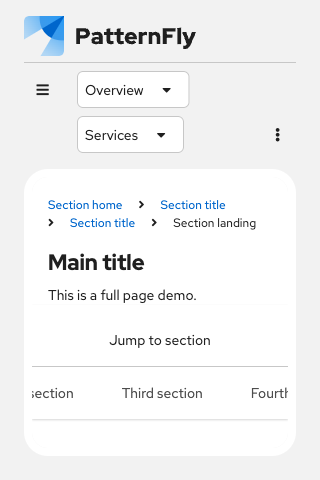 PatternFly
Overview
Services
Section home Section title
Section title Section landing
Main title
This is a full page demo.
Jump to section
section Third section